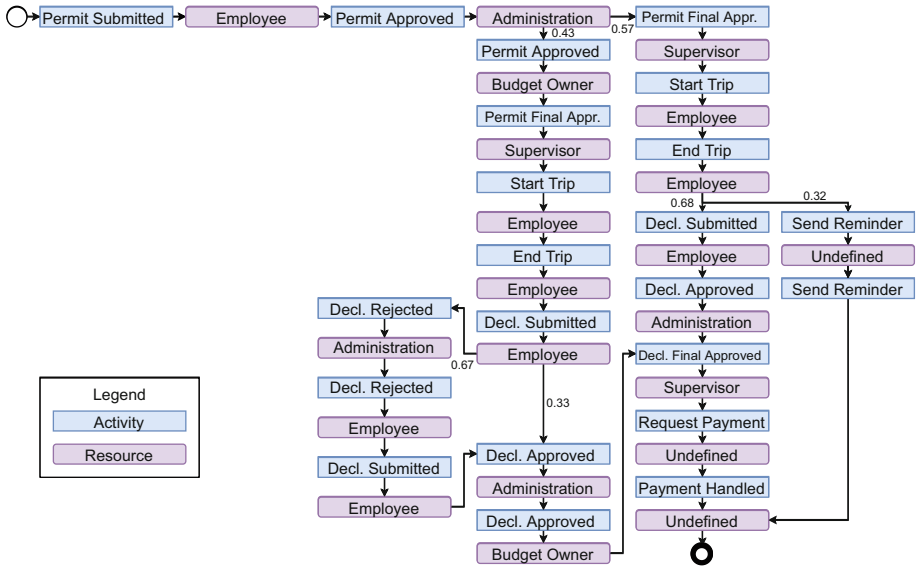 Permit Submitted
Employee
Permit Approved
Administration
0.57
Permit Final Appr.
0.43
Permit Approved
Budget Owner
Permit Final Appr.
Supervisor
Start Trip
Employee
End Trip
Employee
Decl. Submitted
Employee
0.67
0.33
Decl. Rejected
Administration
Decl. Rejected
Employee
Decl. Submitted
Employee
Decl. Approved
Administration
Decl. Approved
Budget Owner
Supervisor
Start Trip
Employee
End Trip
Employee
0.68
0.32
Decl. Submitted
Employee
Decl. Approved
Administration
Decl. Final Approved
Supervisor
Request Payment
Undefined
Payment Handled
Undefined
Send Reminder
Undefined
Send Reminder
Legend
Activity
Resource